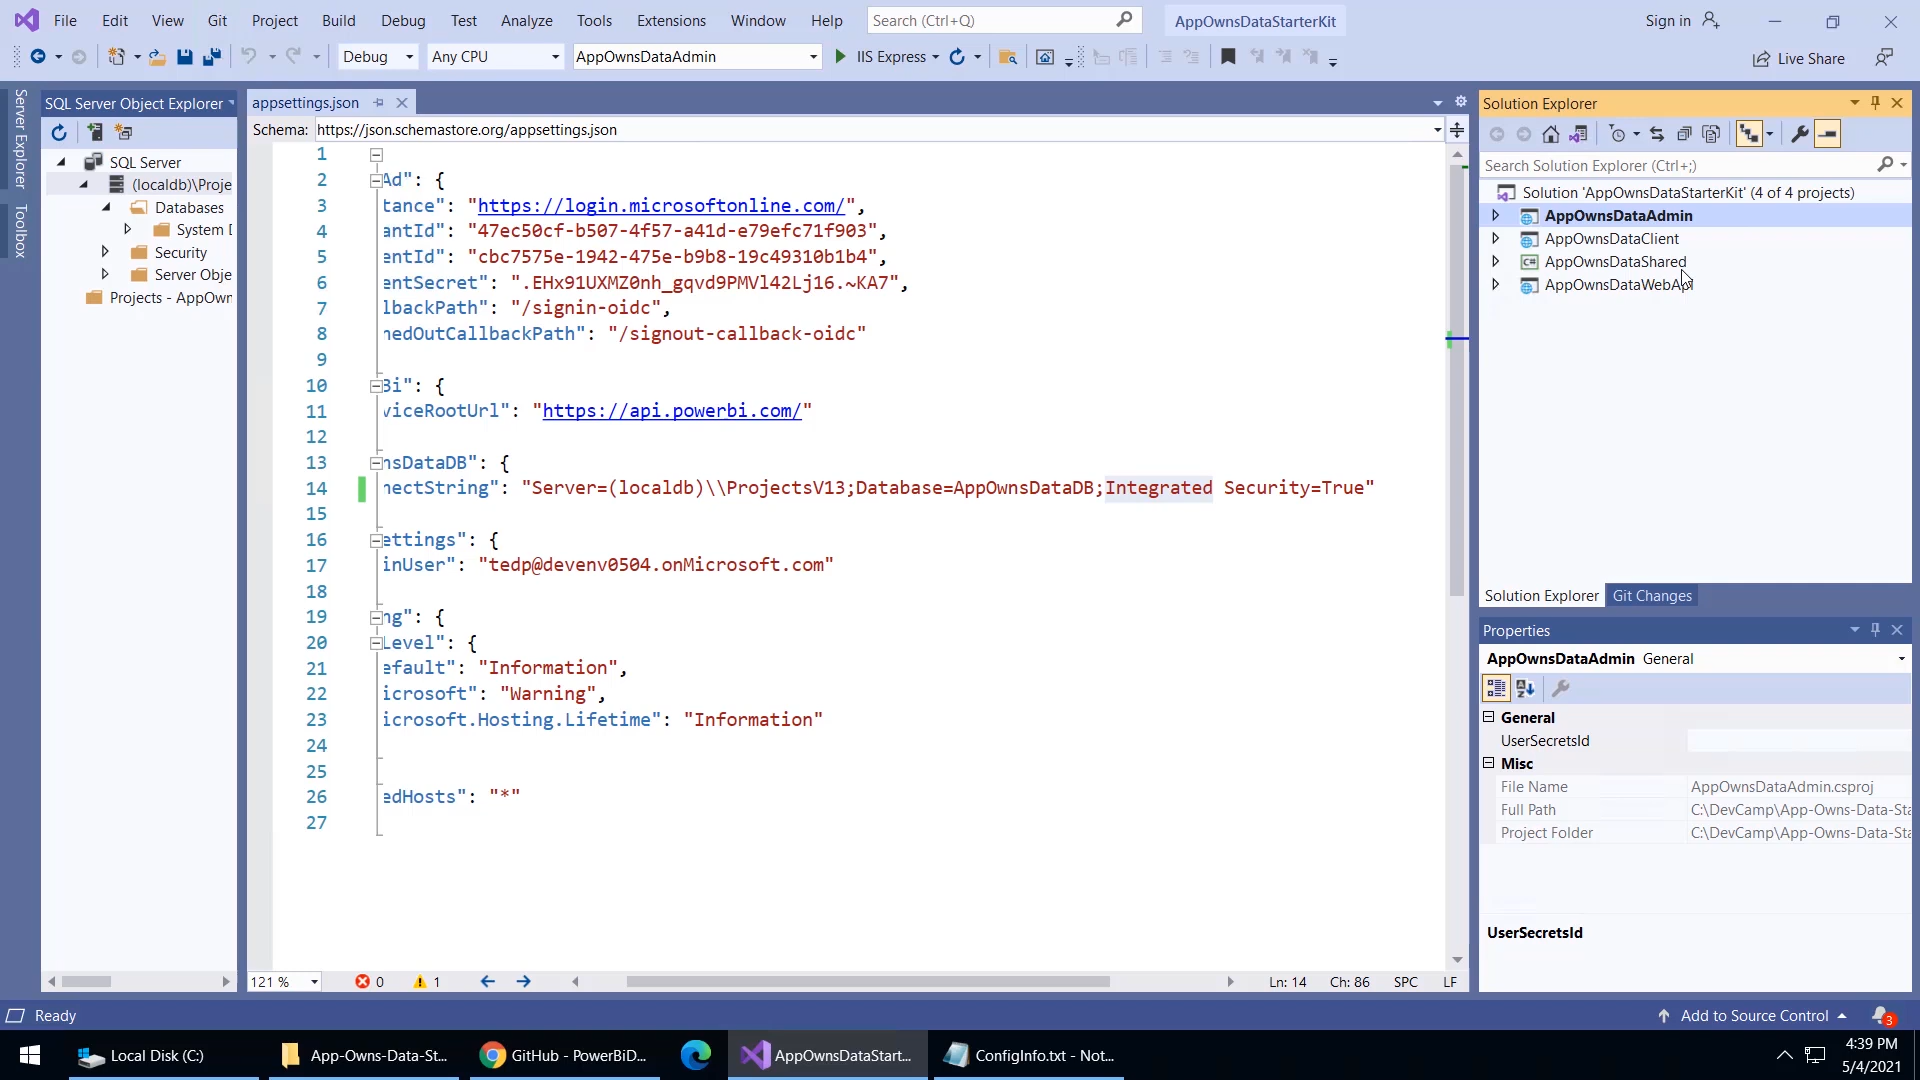 File Edit View Git Project Build Debug Test Analyze Tools Extensions Window Help Search (Ctrl+Q) AppOwnsDataStarterKit Sign in
Debug Any CPU AppOwnsDataAdmin IIS Express Live Share
Server Explorer
Toolbox
SQL Server Object Explorer
SQL Server
(localdb)\Proje
Databases
System D
Security
Server Obje
Projects - AppOwn
appsettings.json
Schema: https://json.schemastore.org/appsettings.json
1
2 Ad": {
3 tance": "https://login.microsoftonline.com/",
4 antId": "47ec50cf-b507-4f57-a41d-e79efc71f903",
5 entId": "cbc7575e-1942-475e-b9b8-19c49310b1b4",
6 entSecret": ".EHx91UXMZ0nh_gqvd9PMVl42Lj16.~KA7",
7 lbackPath": "/signin-oidc",
8 nedOutCallbackPath": "/signout-callback-oidc"
9
10 Bi": {
11 viceRootUrl": "https://api.powerbi.com/"
12
13 nsDataDB": {
14 nectString": "Server=(localdb)\\ProjectsV13;Database=AppOwnsDataDB;Integrated Security=True"
15
16 ettings": {
17 inUser": "tedp@devenv0504.onMicrosoft.com"
18
19 ng": {
20 Level": {
21 efault": "Information",
22 icrosoft": "Warning",
23 icrosoft.Hosting.Lifetime": "Information"
24
25
26 edHosts": "*"
27
121 % 0 1 Ln: 14 Ch: 86 SPC LF
Solution Explorer
Search Solution Explorer (Ctrl+;)
Solution 'AppOwnsDataStarterKit' (4 of 4 projects)
AppOwnsDataAdmin
AppOwnsDataClient
C# AppOwnsDataShared
AppOwnsDataWebApi
Solution Explorer Git Changes
Properties
AppOwnsDataAdmin General
General
UserSecretsId
Misc
File Name AppOwnsDataAdmin.csproj
Full Path C:\DevCamp\App-Owns-Data-Sta
Project Folder C:\DevCamp\App-Owns-Data-Sta
UserSecretsId
Ready Add to Source Control 3
Local Disk (C:) App-Owns-Data-St... GitHub - PowerBiD... AppOwnsDataStart... ConfigInfo.txt - Not... 4:39 PM
5/4/2021